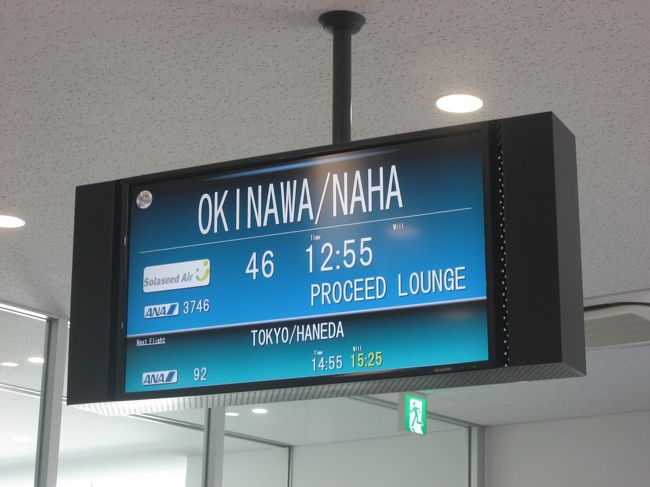 OKINAWA/NAHA
Time Will
Solaseed Air 46 12:55
ANA 3746 PROCEED LOUNGE
Next Flight TOKYO/HANEDA
Time Will
ANA 92 14:55 15:25
SHARP